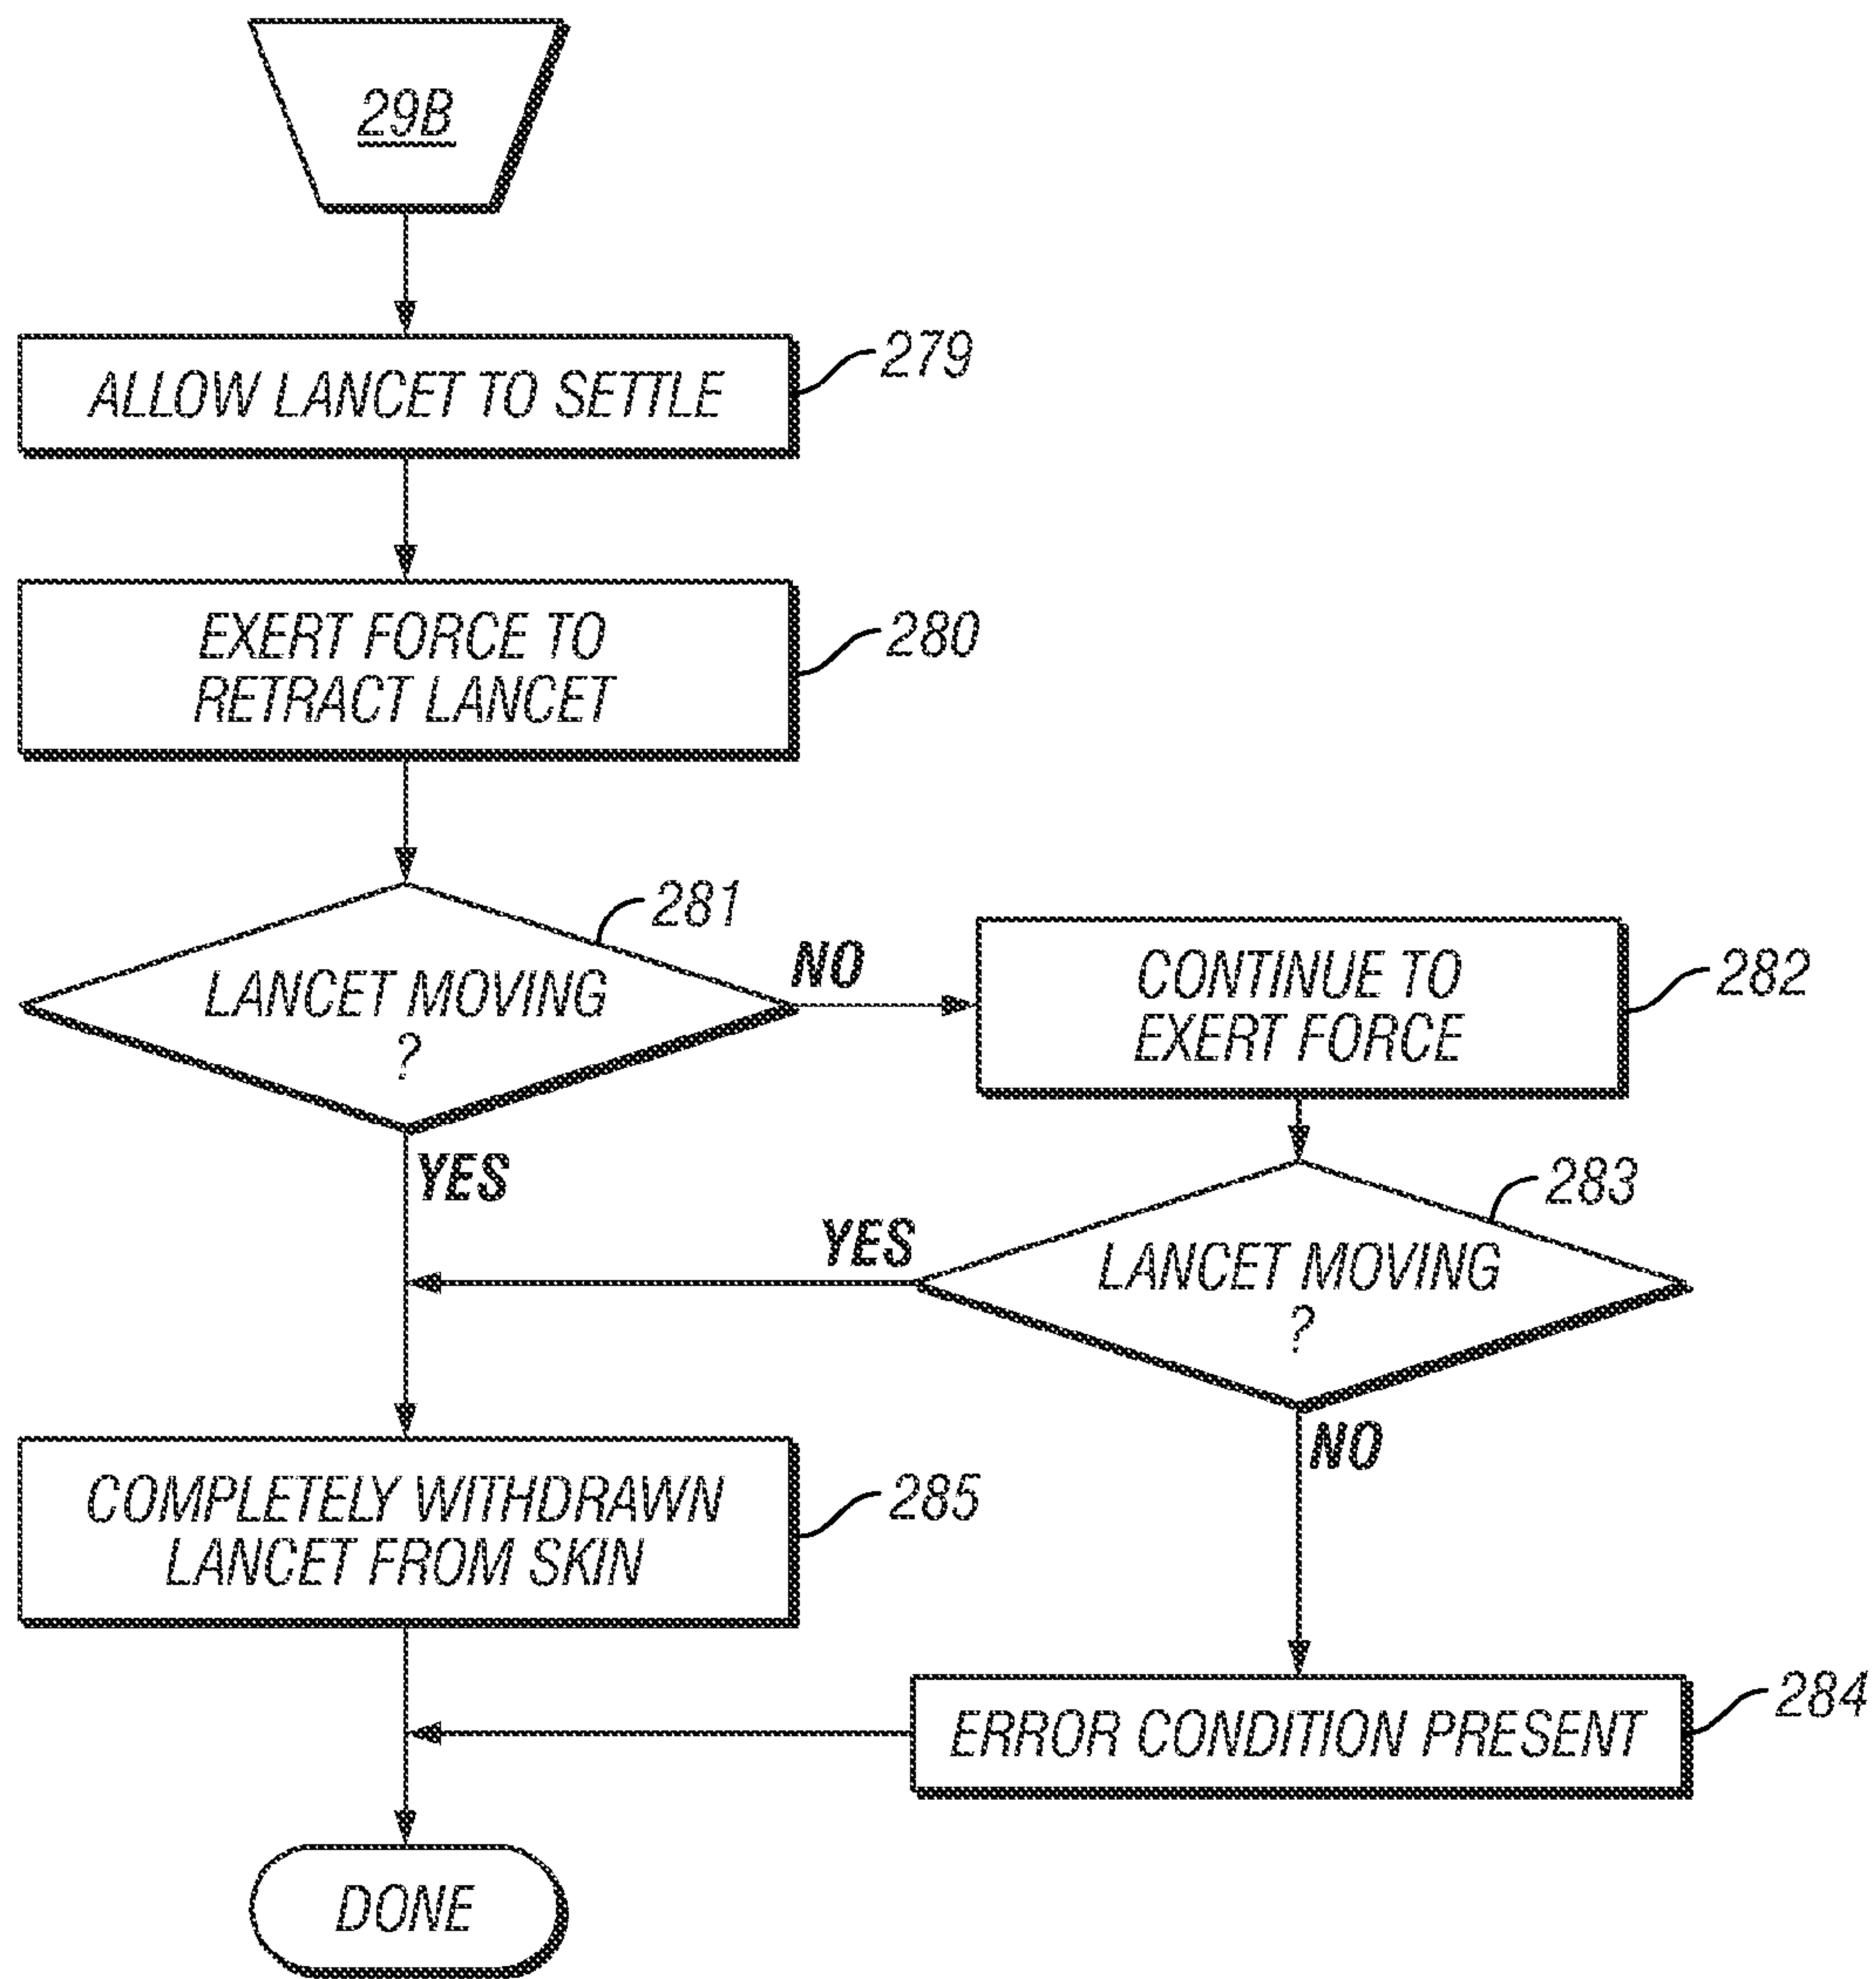 29B
ALLOW LANCET TO SETTLE
279
EXERT FORCE TO
RETRACT LANCET
280
LANCET MOVING
?
281
NO
CONTINUE TO
EXERT FORCE
282
YES
YES
LANCET MOVING
?
283
NO
COMPLETELY WITHDRAWN
LANCET FROM SKIN
285
ERROR CONDITION PRESENT
284
DONE